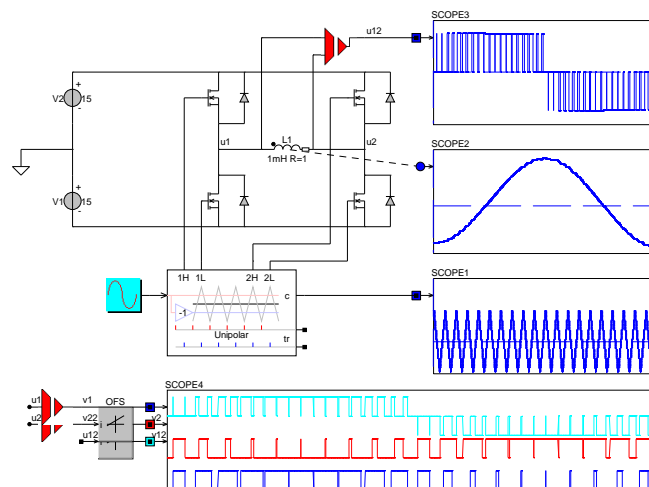 SCOPE3
u12
+
V2 15
-
u1
L1
u2
1mH R=1
SCOPE2
+
V1 15
-
1H 1L 2H 2L
SCOPE1
c
-1
Unipolar
tr
SCOPE4
u1 v1 OFS
u2 v22 i v2
u12 i v12